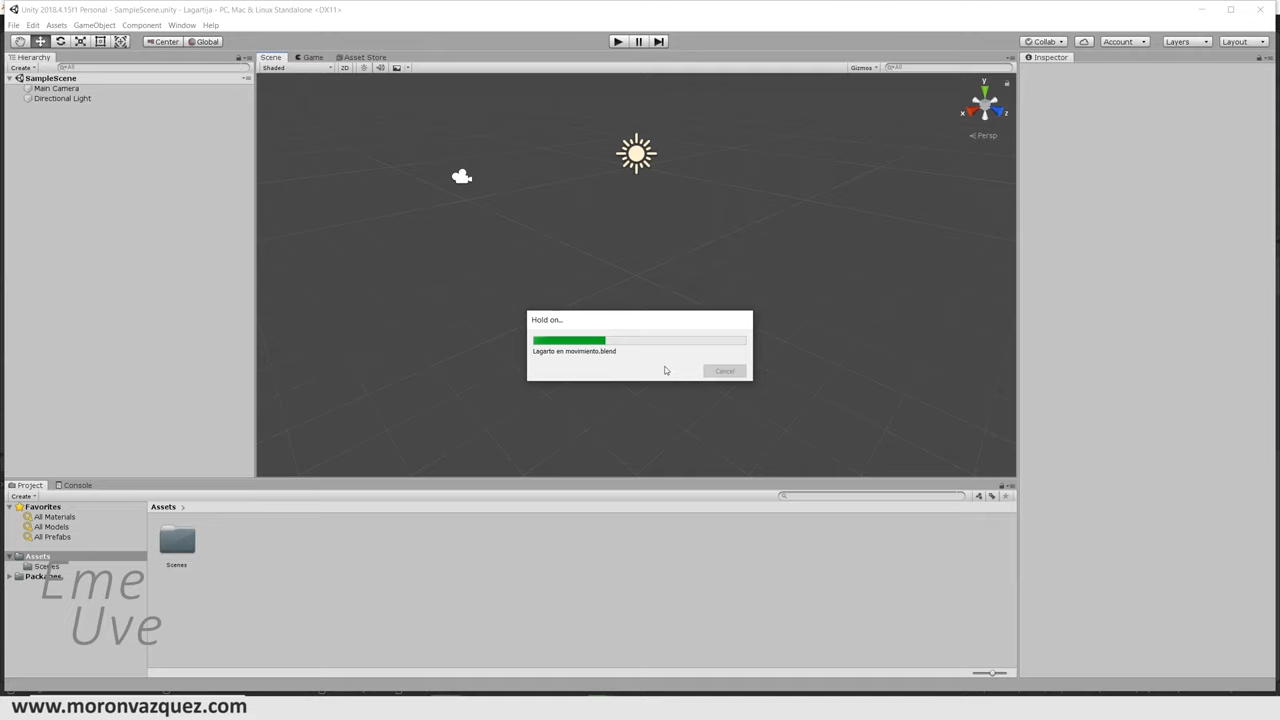 Unity 2018.4.15f1 Personal - SampleScene.unity - Lagartija - PC, Mac & Linux Standalone <DX11>
File Edit Assets GameObject Component Window Help
Center Global Collab Account Layers Layout
Hierarchy Scene Game Asset Store Inspector
Create All Shaded 2D Gizmos All
SampleScene
Main Camera
Directional Light
y
x z
Persp
Hold on...
Lagarto en movimiento.blend
Cancel
Project Console
Create
Favorites
All Materials
All Models
All Prefabs
Assets
Scenes
Packages
Assets
Scenes
Eme
Uve
www.moronvazquez.com